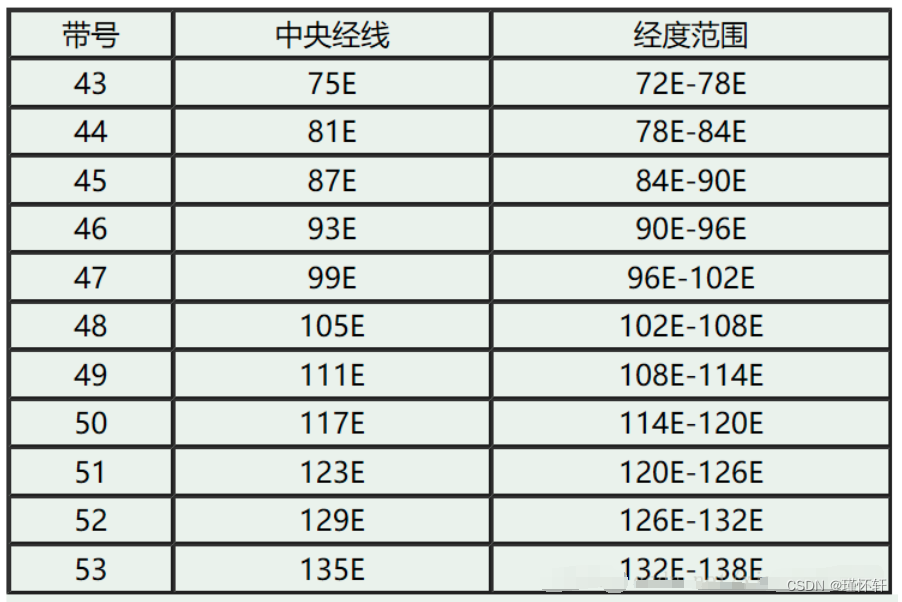 带号 中央经线 经度范围
43 75E 72E-78E
44 81E 78E-84E
45 87E 84E-90E
46 93E 90E-96E
47 99E 96E-102E
48 105E 102E-108E
49 111E 108E-114E
50 117E 114E-120E
51 123E 120E-126E
52 129E 126E-132E
53 135E 132E-138E
CSDN @瑾怀轩